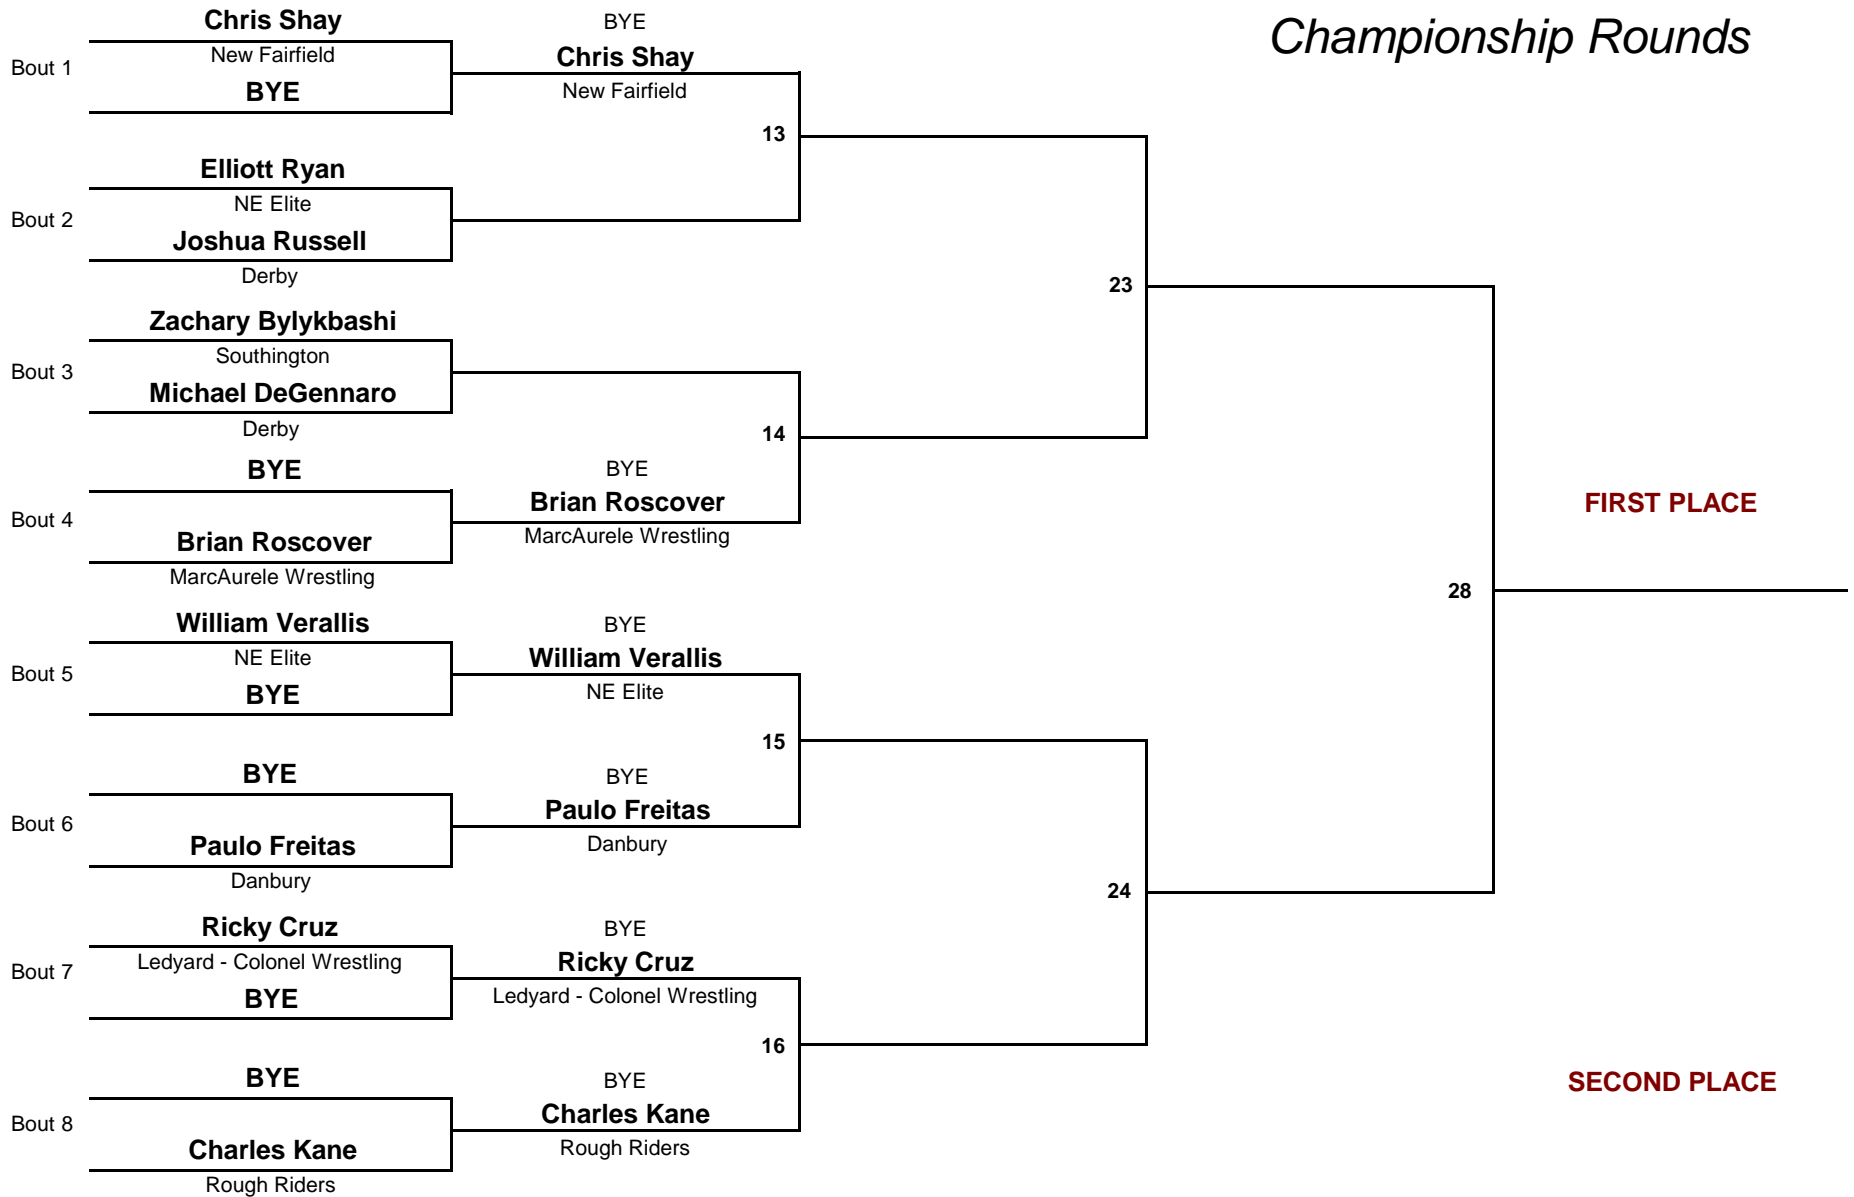 Championship Rounds
Chris Shay
BYE
Bout 1
New Fairfield
Chris Shay
BYE
New Fairfield
13
Elliott Ryan
Bout 2
NE Elite
Joshua Russell
Derby
23
Zachary Bylykbashi
Bout 3
Southington
Michael DeGennaro
Derby
14
BYE
BYE
Bout 4
Brian Roscover
FIRST PLACE
Brian Roscover
MarcAurele Wrestling
MarcAurele Wrestling
28
William Verallis
BYE
Bout 5
NE Elite
William Verallis
BYE
NE Elite
15
BYE
BYE
Bout 6
Paulo Freitas
Paulo Freitas
Danbury
Danbury
24
Ricky Cruz
BYE
Bout 7
Ledyard - Colonel Wrestling
Ricky Cruz
BYE
Ledyard - Colonel Wrestling
16
BYE
BYE
SECOND PLACE
Bout 8
Charles Kane
Charles Kane
Rough Riders
Rough Riders